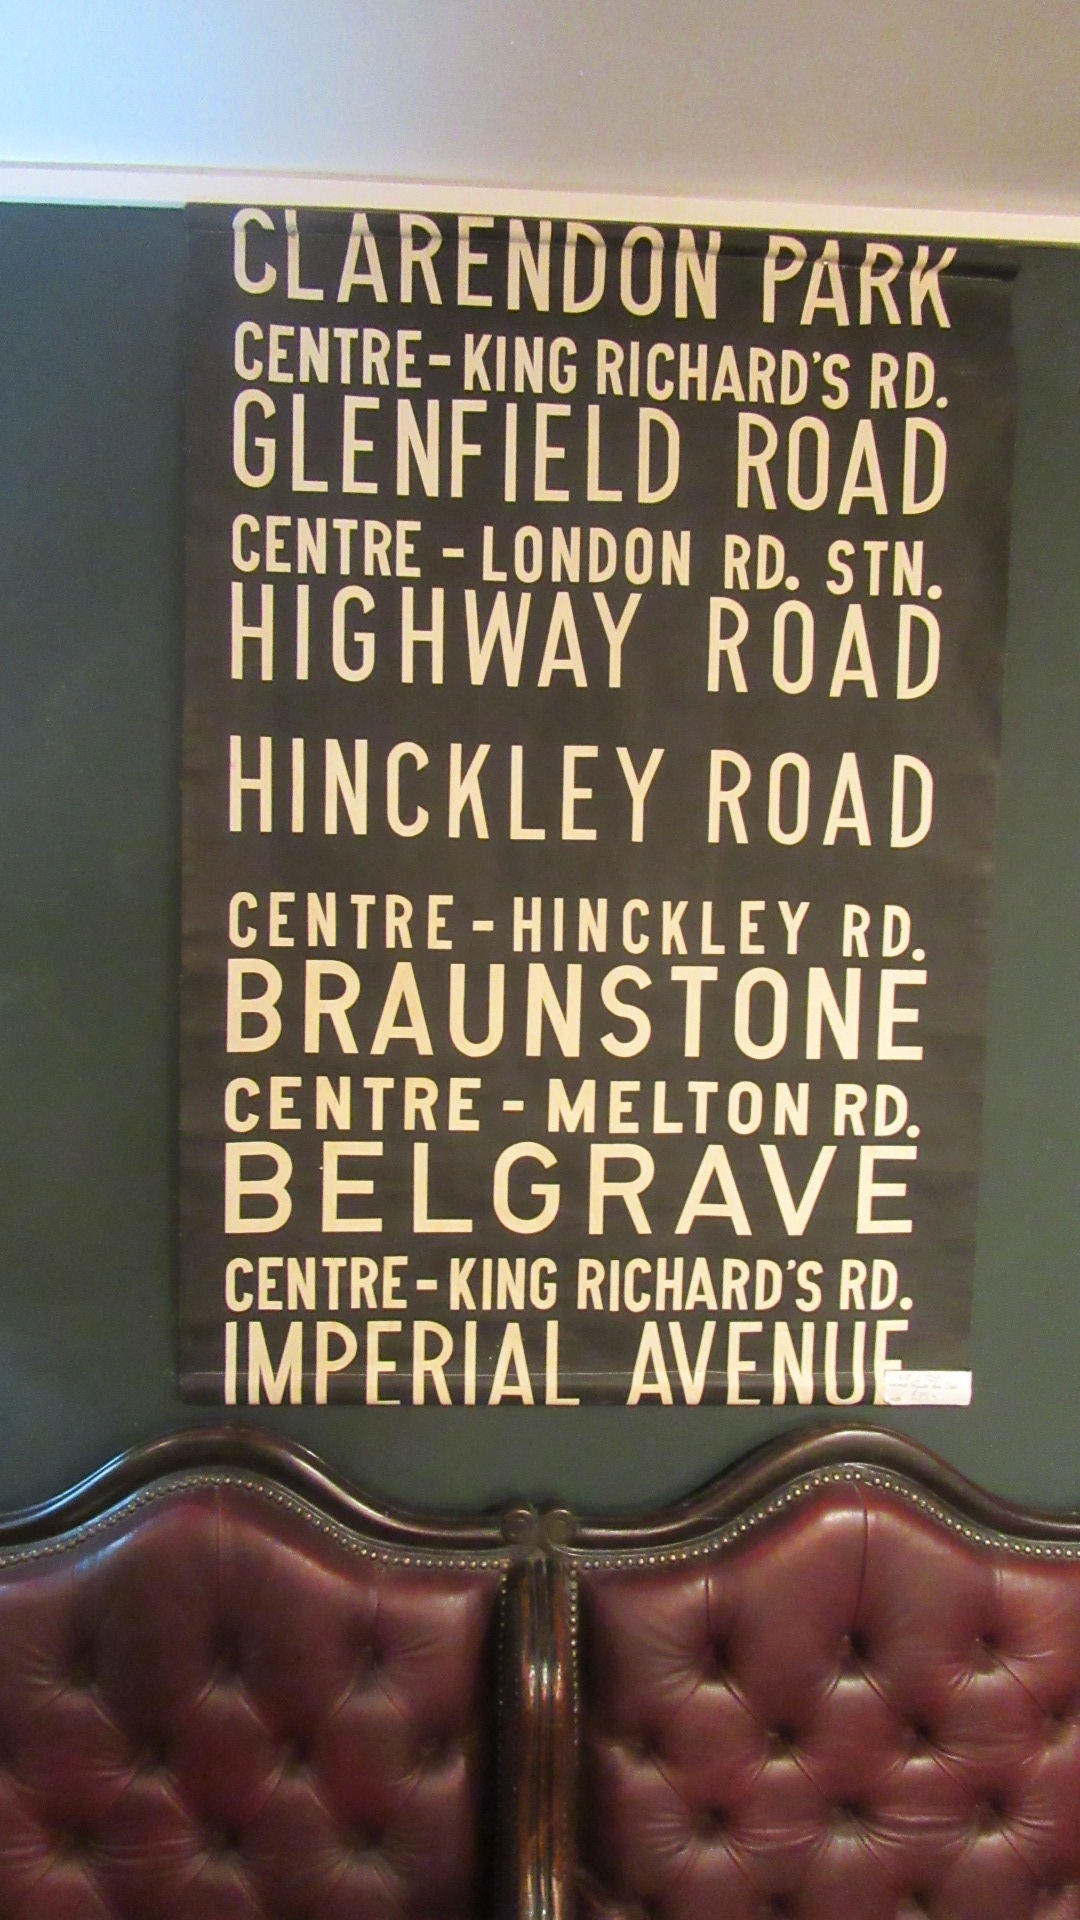 CLARENDON PARK
CENTRE-KING RICHARD'S RD.
GLENFIELD ROAD
CENTRE - LONDON RD. STN.
HIGHWAY ROAD
HINCKLEY ROAD
CENTRE-HINCKLEY RD.
BRAUNSTONE
CENTRE - MELTON RD.
BELGRAVE
CENTRE-KING RICHARD'S RD.
IMPERIAL AVENUE